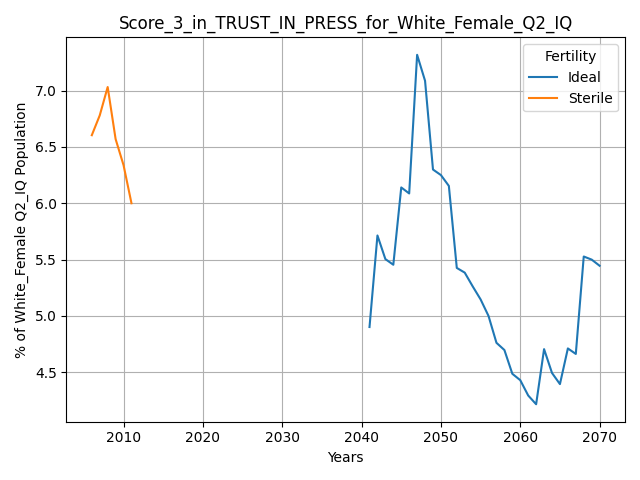 Score_3_in_TRUST_IN_PRESS_for_White_Female_Q2_IQ
Fertility
Ideal
Sterile
% of White_Female Q2_IQ Population
7.0
6.5
6.0
5.5
5.0
4.5
2010 2020 2030 2040 2050 2060 2070
Years